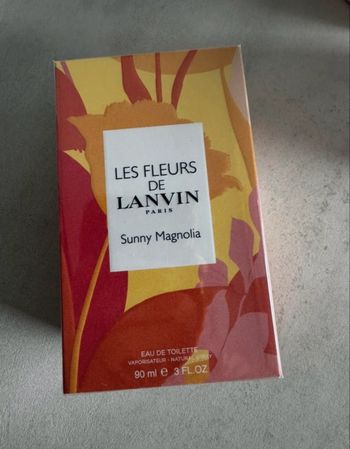 LES FLEURS
DE
LANVIN
PARIS
Sunny Magnolia
EAU DE TOILETTE
VAPORISATEUR - NATURAL SPRAY
90 ml e 3 FL.OZ